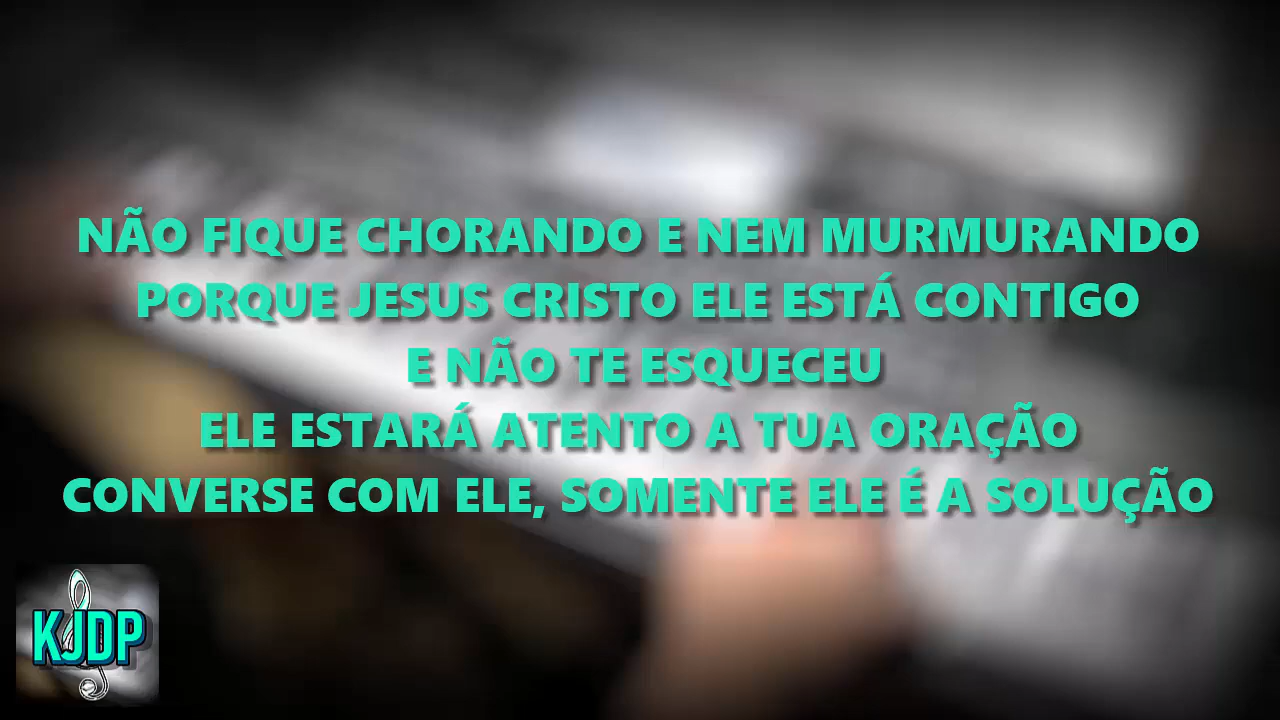 NÃO FIQUE CHORANDO E NEM MURMURANDO
PORQUE JESUS CRISTO ELE ESTÁ CONTIGO
E NÃO TE ESQUECEU
ELE ESTARÁ ATENTO A TUA ORAÇÃO
CONVERSE COM ELE, SOMENTE ELE É A SOLUÇÃO
KJDP